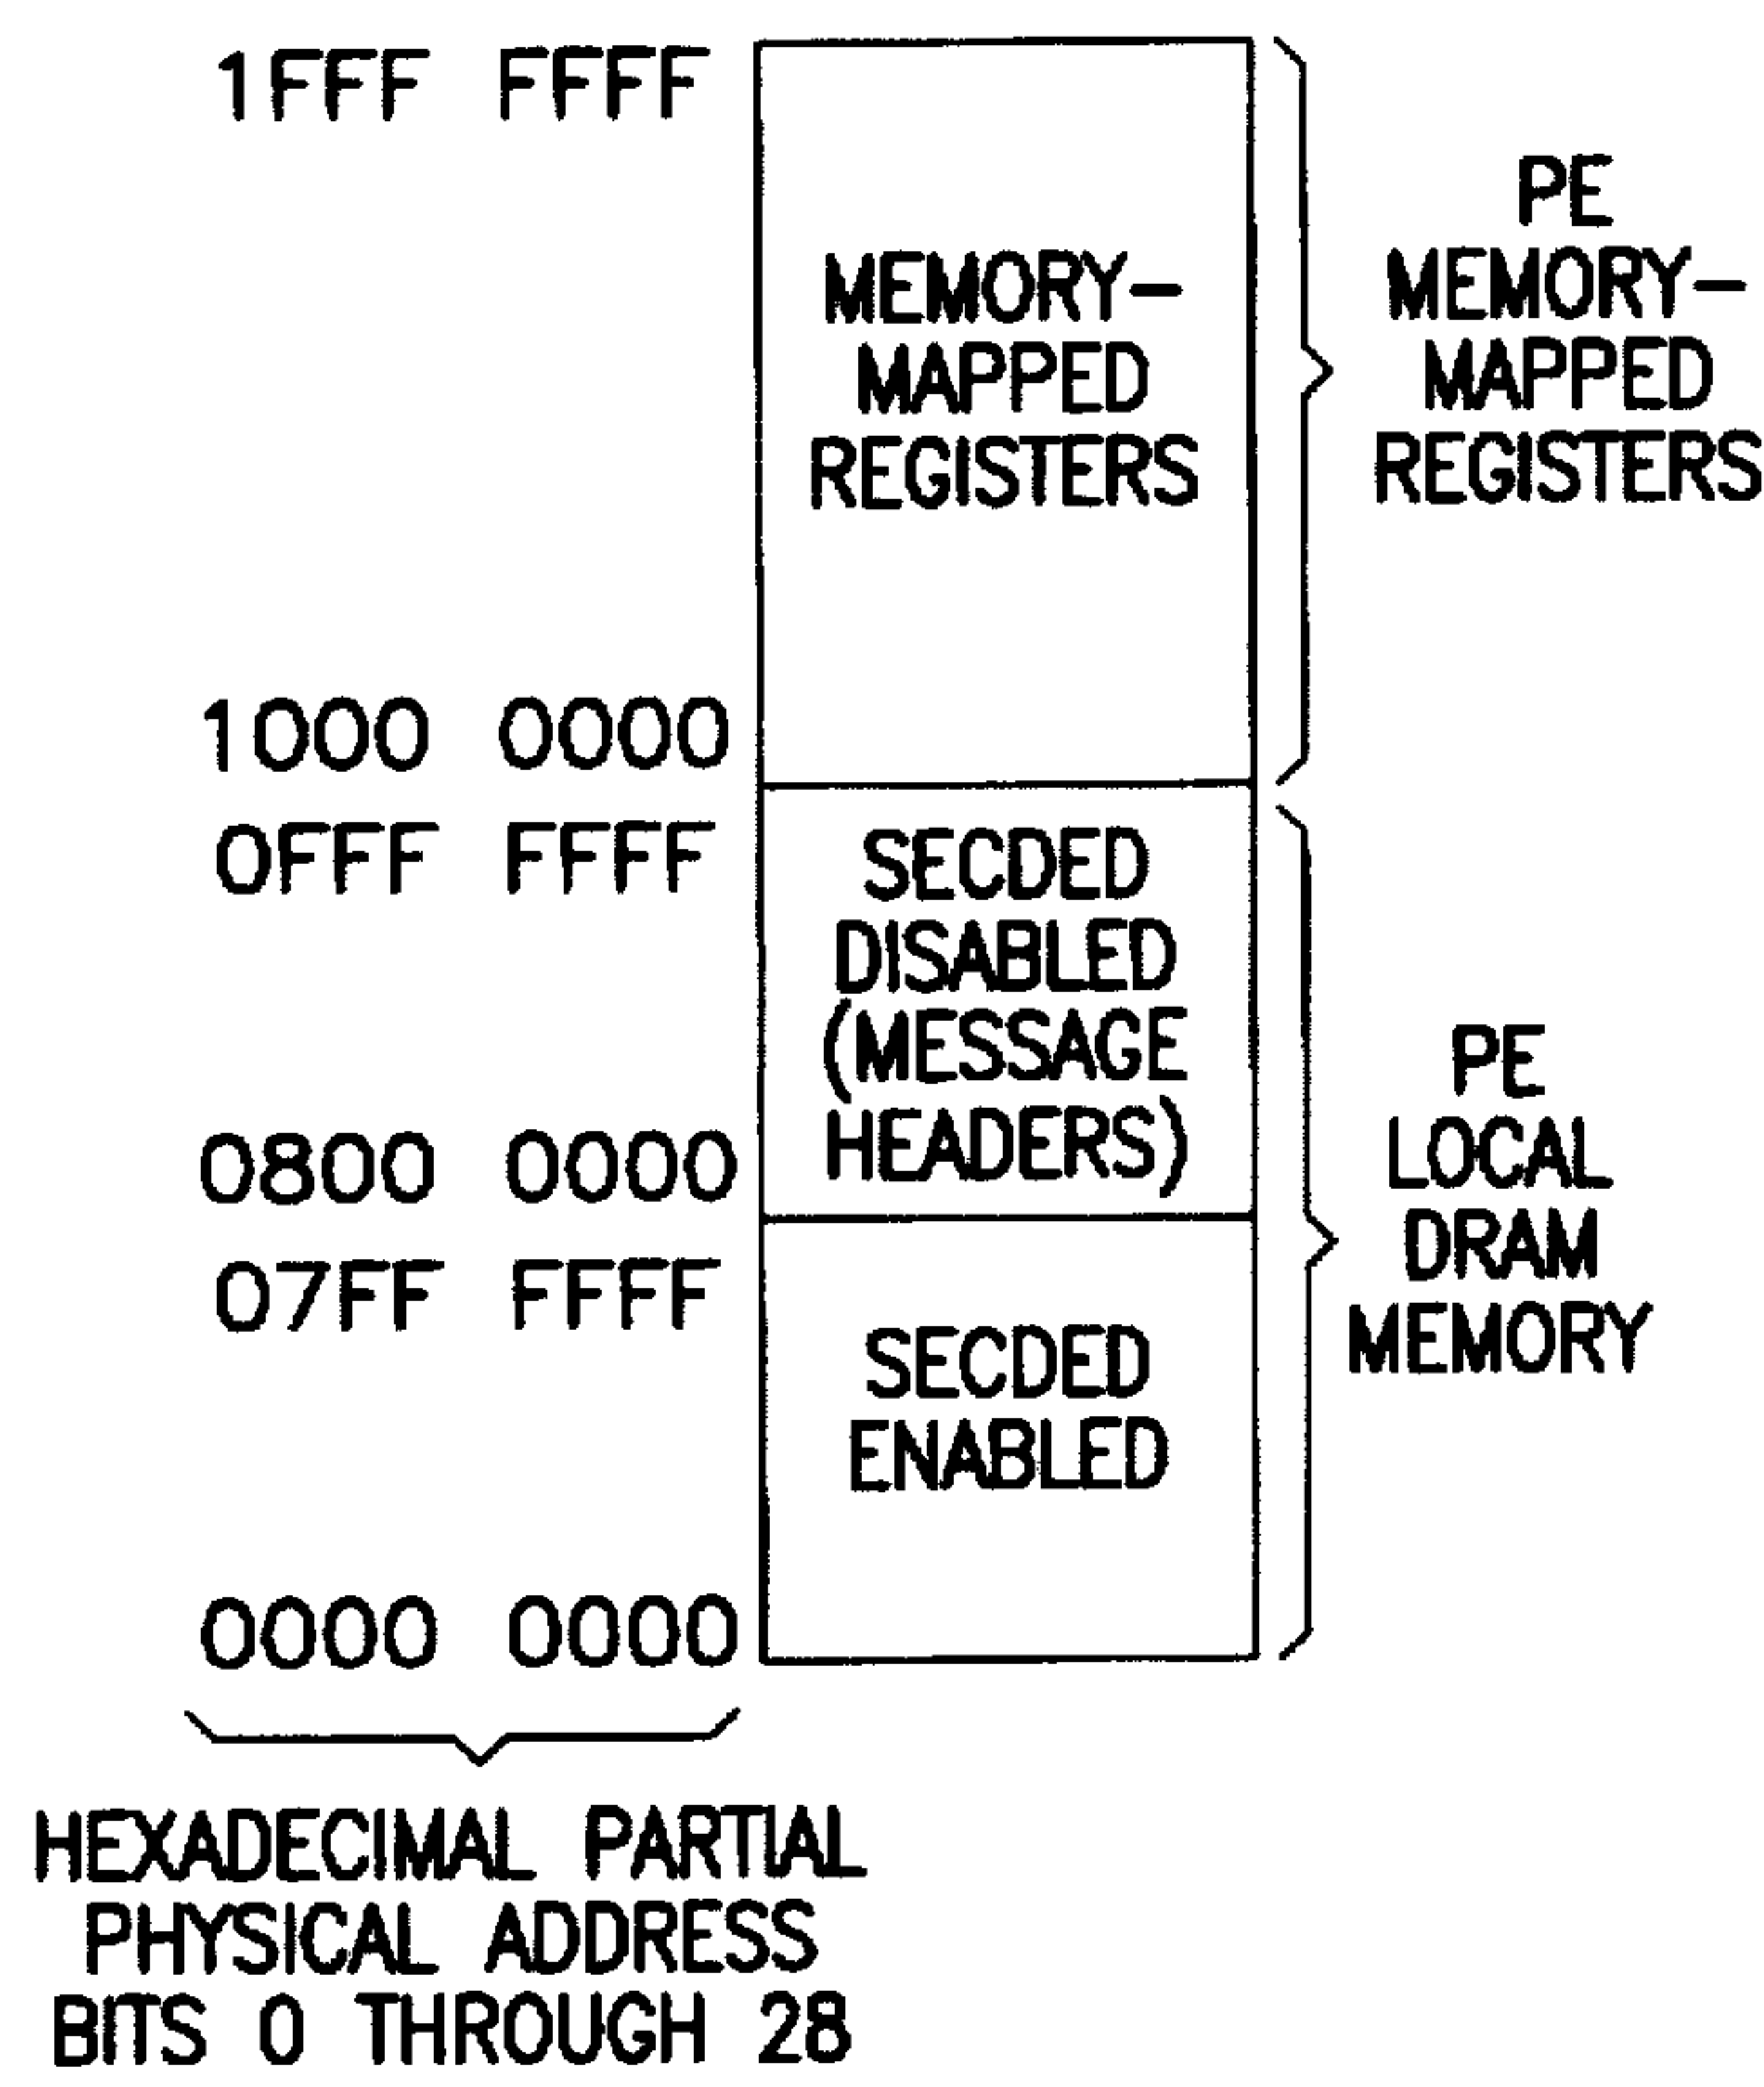 1FFF FFFF
PE
MEMORY-
MAPPED
REGISTERS
MEMORY-
MAPPED
REGISTERS
1000 0000
0FFF FFFF
SECDED
DISABLED
(MESSAGE
HEADERS)
0800 0000
PE
LOCAL
DRAM
MEMORY
07FF FFFF
SECDED
ENABLED
0000 0000
HEXADECIMAL PARTIAL
PHYSICAL ADDRESS
BITS 0 THROUGH 28